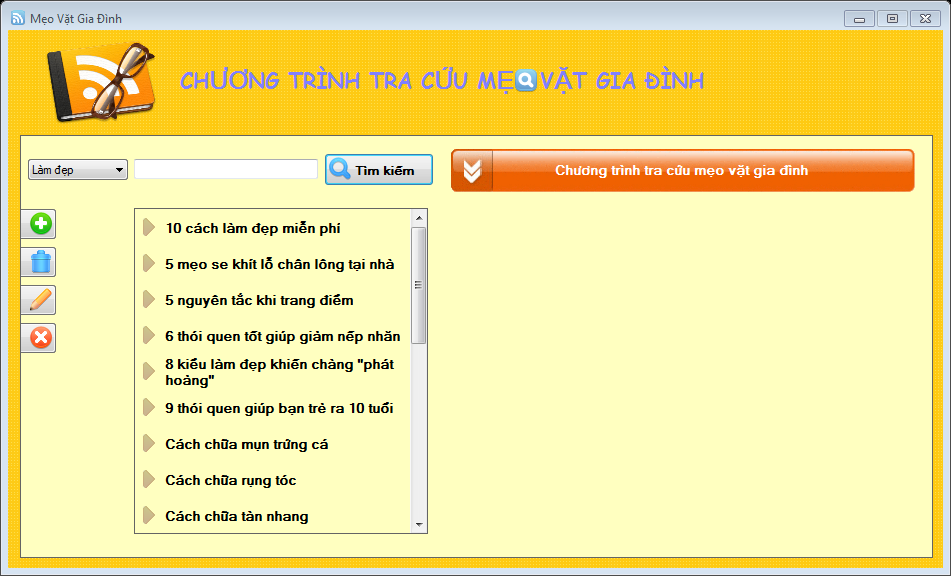 Mẹo Vặt Gia Đình
CHƯƠNG TRÌNH TRA CỨU MẸO VẶT GIA ĐÌNH
Làm đẹp
Tìm kiếm
Chương trình tra cứu mẹo vặt gia đình
10 cách làm đẹp miễn phí
5 mẹo se khít lỗ chân lông tại nhà
5 nguyên tắc khi trang điểm
6 thói quen tốt giúp giảm nếp nhăn
8 kiểu làm đẹp khiến chàng "phát
hoảng"
9 thói quen giúp bạn trẻ ra 10 tuổi
Cách chữa mụn trứng cá
Cách chữa rụng tóc
Cách chữa tàn nhang